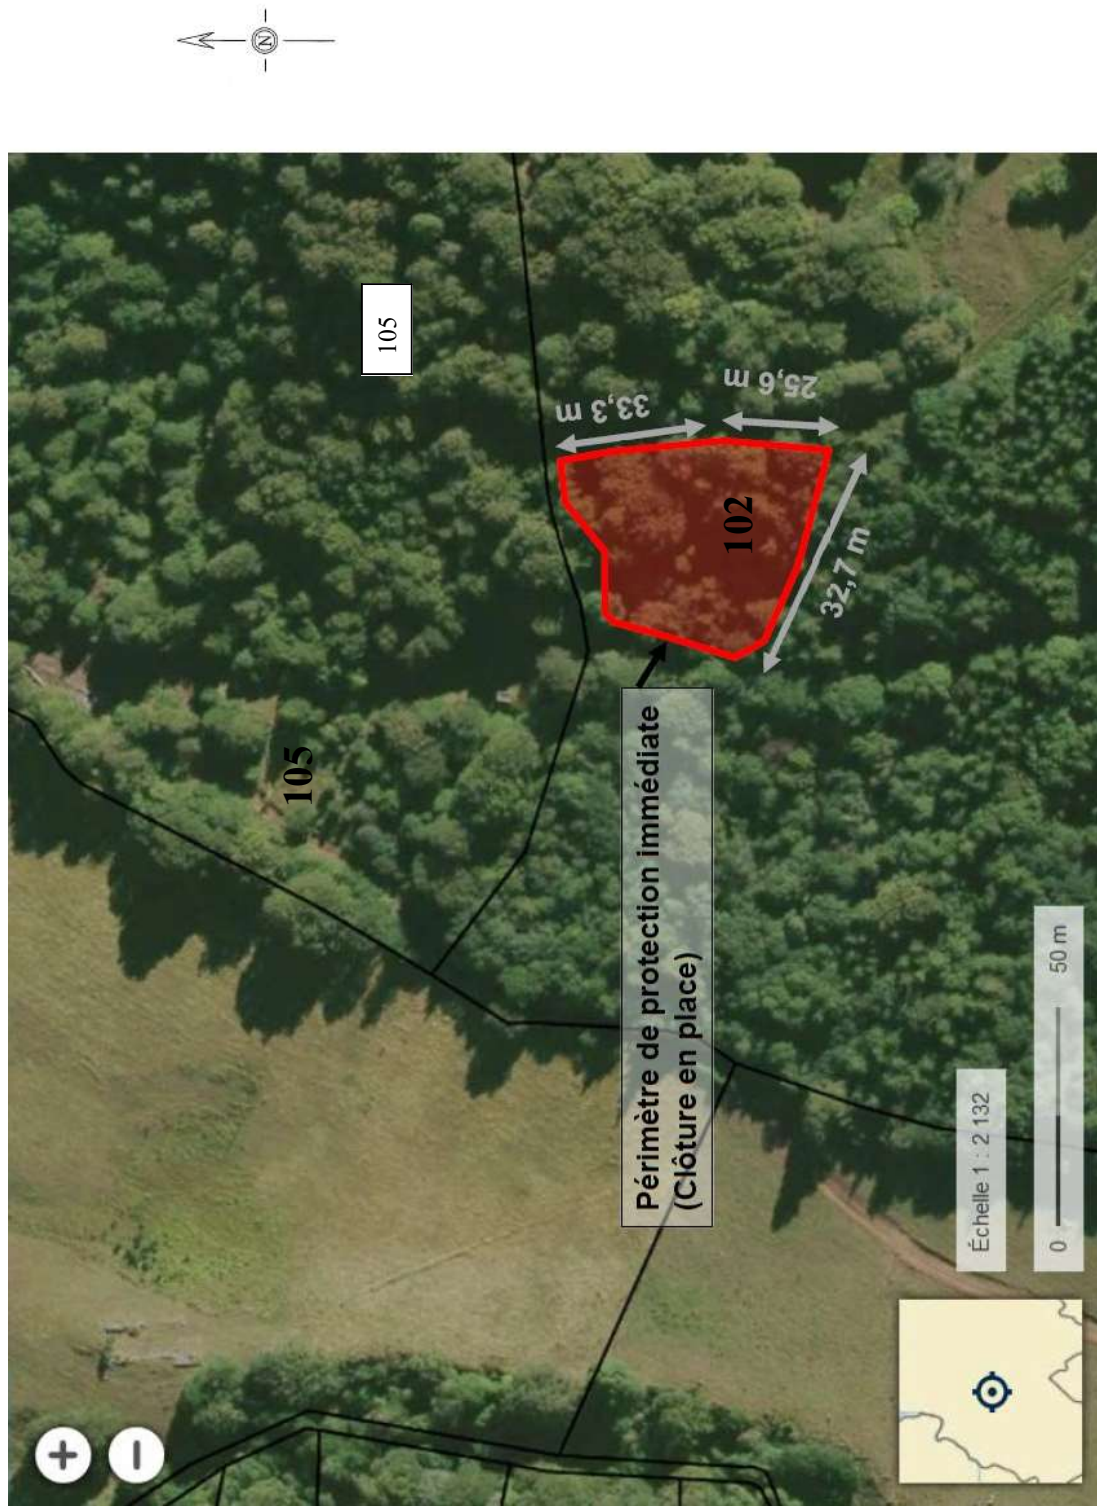 N
105
105
33,3 m
25,6 m
102
32,7 m
Périmètre de protection immédiate
(Clôture en place)
Échelle 1 : 2 132
0 50 m